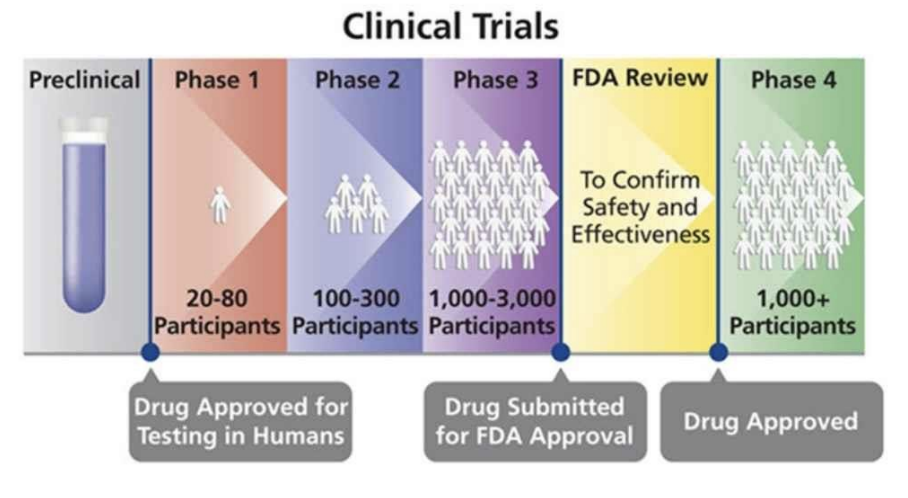 Clinical Trials
Preclinical
Phase 1
Phase 2
Phase 3
FDA Review
Phase 4
To Confirm
Safety and
Effectiveness
20-80
Participants
100-300
Participants
1,000-3,000
Participants
1,000+
Participants
Drug Approved for
Testing in Humans
Drug Submitted
for FDA Approval
Drug Approved